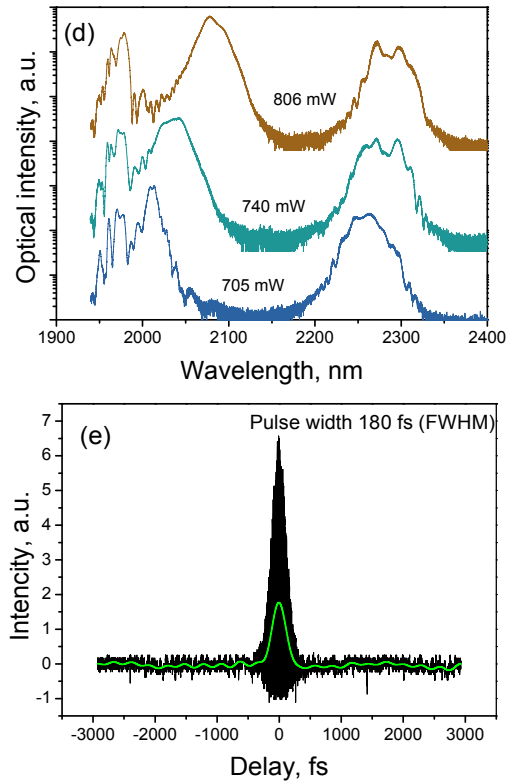 (d)
806 mW
740 mW
705 mW
Optical intensity, a.u.
1900 2000 2100 2200 2300 2400
Wavelength, nm
(e)
Pulse width 180 fs (FWHM)
7
6
5
4
3
2
1
0
-1
Intencity, a.u.
-3000 -2000 -1000 0 1000 2000 3000
Delay, fs